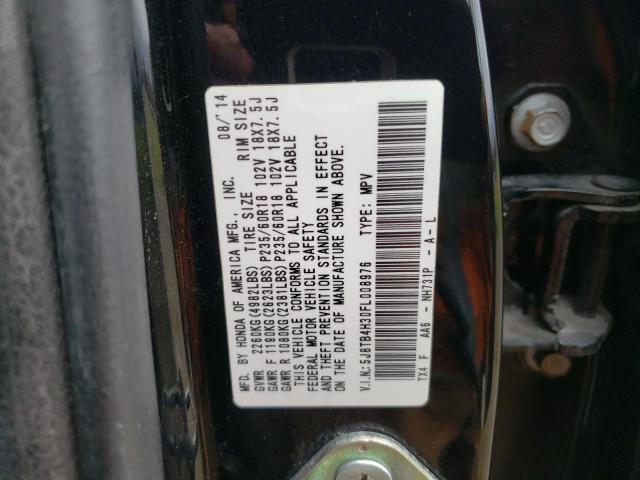 MFD. BY HONDA OF AMERICA MFG., INC. 08/'14
TIRE SIZE RIM SIZE
GVWR 2260KG(4982LBS)
GAWR F 1190KG(2623LBS) P235/60R18 102V 18X7.5J
GAWR R 1080KG(2381LBS) P235/60R18 102V 18X7.5J
THIS VEHICLE CONFORMS TO ALL APPLICABLE
FEDERAL MOTOR VEHICLE SAFETY
AND THEFT PREVENTION STANDARDS IN EFFECT
ON THE DATE OF MANUFACTURE SHOWN ABOVE.
V.I.N.:5J8TB4H30FL008976 TYPE: MPV
TX4 F AA6 - NH731P - A - L